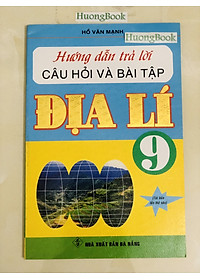 HuongBook
HuongBook
HỒ VĂN MẠNH
Hướng dẫn trả lời
CÂU HỎI VÀ BÀI TẬP
ĐỊA LÍ
9
NHÀ XUẤT BẢN ĐÀ NẴNG